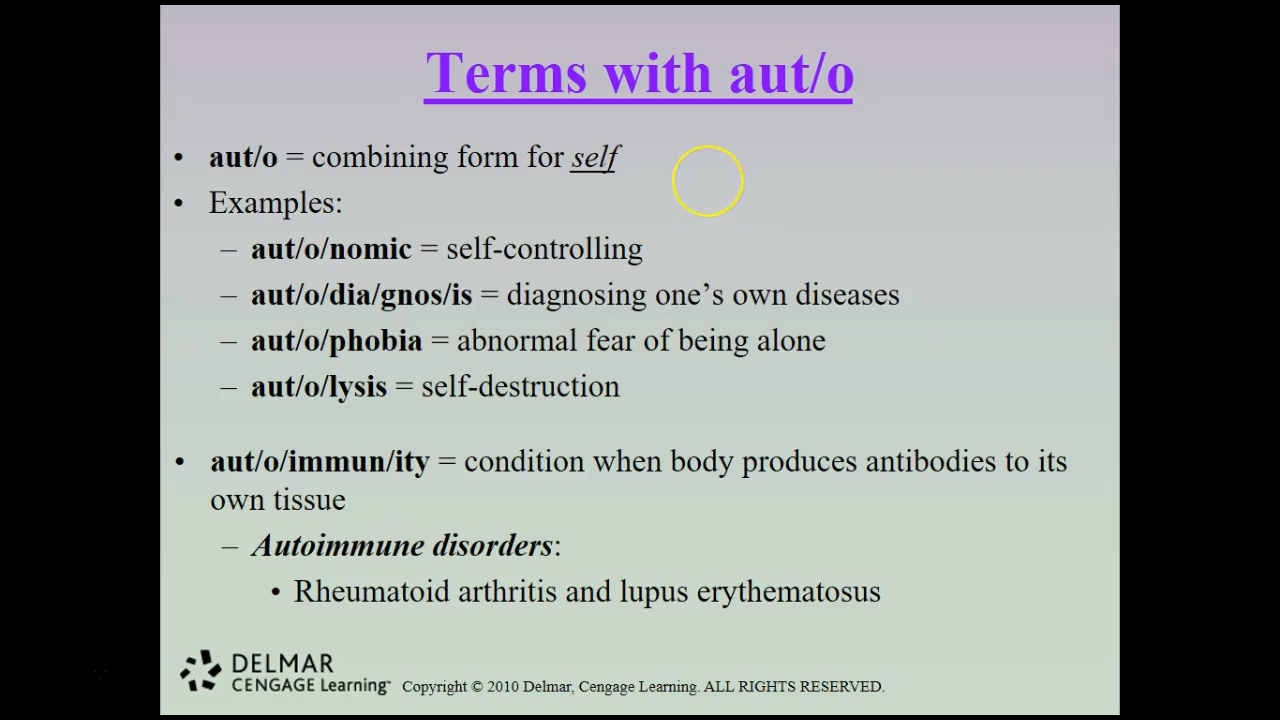 Terms with aut/o
• aut/o = combining form for self
• Examples:
– aut/o/nomic = self-controlling
– aut/o/dia/gnos/is = diagnosing one’s own diseases
– aut/o/phobia = abnormal fear of being alone
– aut/o/lysis = self-destruction
• aut/o/immun/ity = condition when body produces antibodies to its
own tissue
– Autoimmune disorders:
• Rheumatoid arthritis and lupus erythematosus
DELMAR
CENGAGE Learning™ Copyright © 2010 Delmar, Cengage Learning. ALL RIGHTS RESERVED.